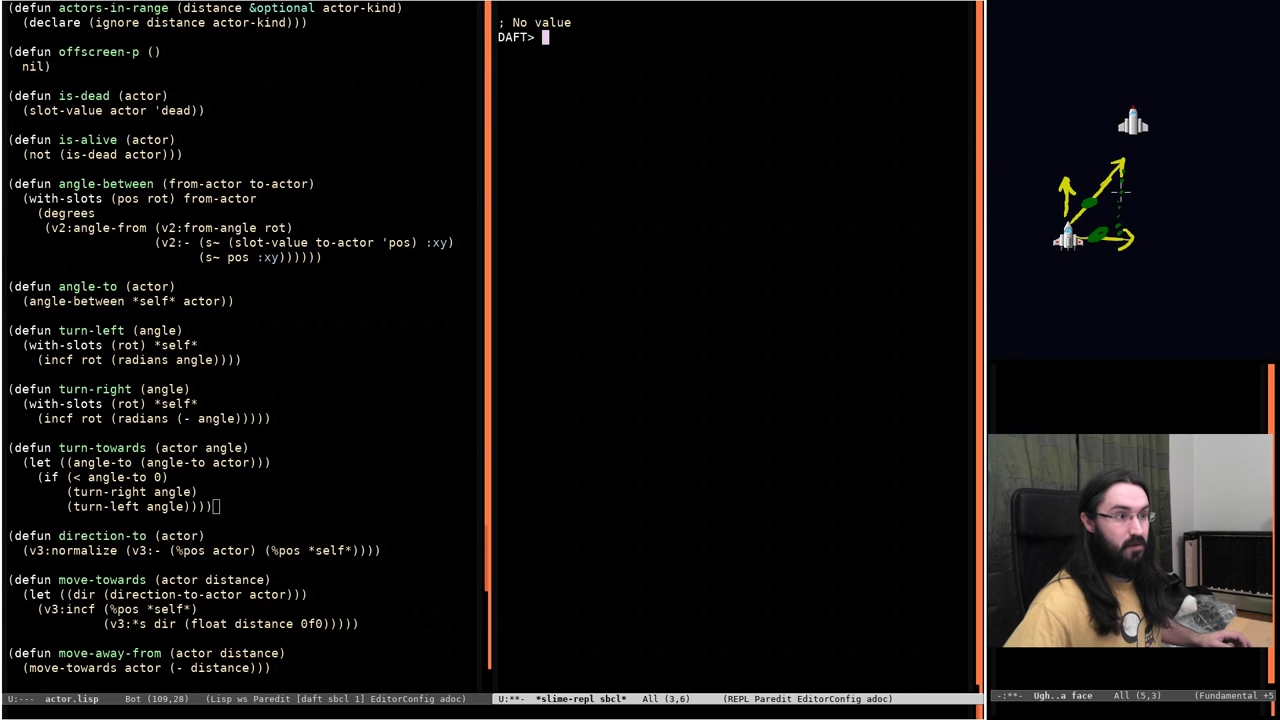 (defun actors-in-range (distance &optional actor-kind)
  (declare (ignore distance actor-kind)))
(defun offscreen-p ()
  nil)
(defun is-dead (actor)
  (slot-value actor 'dead))
(defun is-alive (actor)
  (not (is-dead actor)))
(defun angle-between (from-actor to-actor)
  (with-slots (pos rot) from-actor
    (degrees
     (v2:angle-from (v2:from-angle rot)
                    (v2:- (s~ (slot-value to-actor 'pos) :xy)
                          (s~ pos :xy))))))
(defun angle-to (actor)
  (angle-between *self* actor))
(defun turn-left (angle)
  (with-slots (rot) *self*
    (incf rot (radians angle))))
(defun turn-right (angle)
  (with-slots (rot) *self*
    (incf rot (radians (- angle)))))
(defun turn-towards (actor angle)
  (let ((angle-to (angle-to actor)))
    (if (< angle-to 0)
        (turn-right angle)
        (turn-left angle))))
(defun direction-to (actor)
  (v3:normalize (v3:- (%pos actor) (%pos *self*))))
(defun move-towards (actor distance)
  (let ((dir (direction-to-actor actor)))
    (v3:incf (%pos *self*)
             (v3:*s dir (float distance 0f0)))))
(defun move-away-from (actor distance)
  (move-towards actor (- distance)))
U:--- actor.lisp Bot (109,28) (Lisp ws Paredit [daft sbcl 1] EditorConfig adoc)
; No value
DAFT>
U:**- *slime-repl sbcl* All (3,6) (REPL Paredit EditorConfig adoc)
-:**- Ugh..a face All (5,3) (Fundamental +5